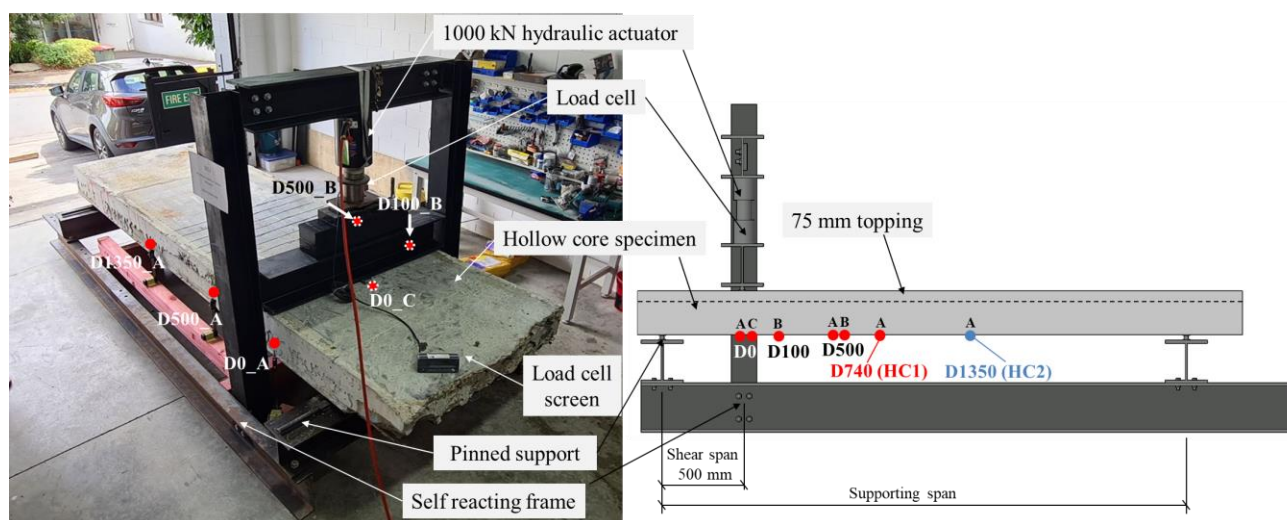 1000 kN hydraulic actuator
Load cell
FIRE EX
D500_B
D100_B
Hollow core specimen
75 mm topping
D1350_A
D0_C
D500_A
D0_A
A C B A B A A
D0 D100 D500
D740 (HC1) D1350 (HC2)
Load cell
screen
Pinned support
Shear span
500 mm
Supporting span
Self reacting frame